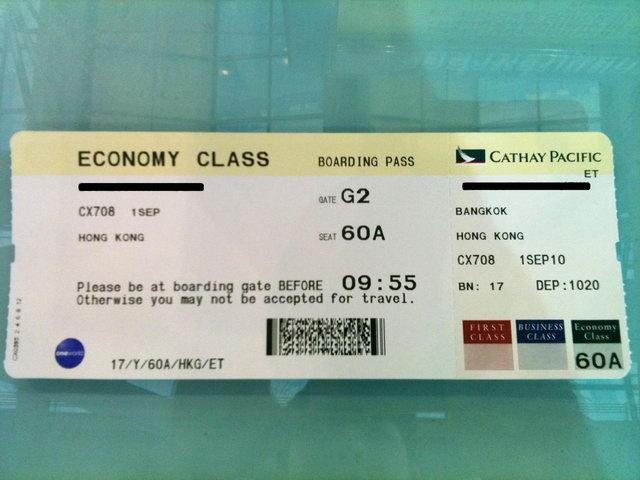 ECONOMY CLASS
BOARDING PASS
CX708 1SEP
HONG KONG
GATE G2
SEAT 60A
Please be at boarding gate BEFORE 09:55
Otherwise you may not be accepted for travel.
oneworld
17/Y/60A/HKG/ET
CATHAY PACIFIC
ET
BANGKOK
HONG KONG
CX708 1SEP10
BN: 17 DEP:1020
FIRST CLASS
BUSINESS CLASS
Economy Class
60A